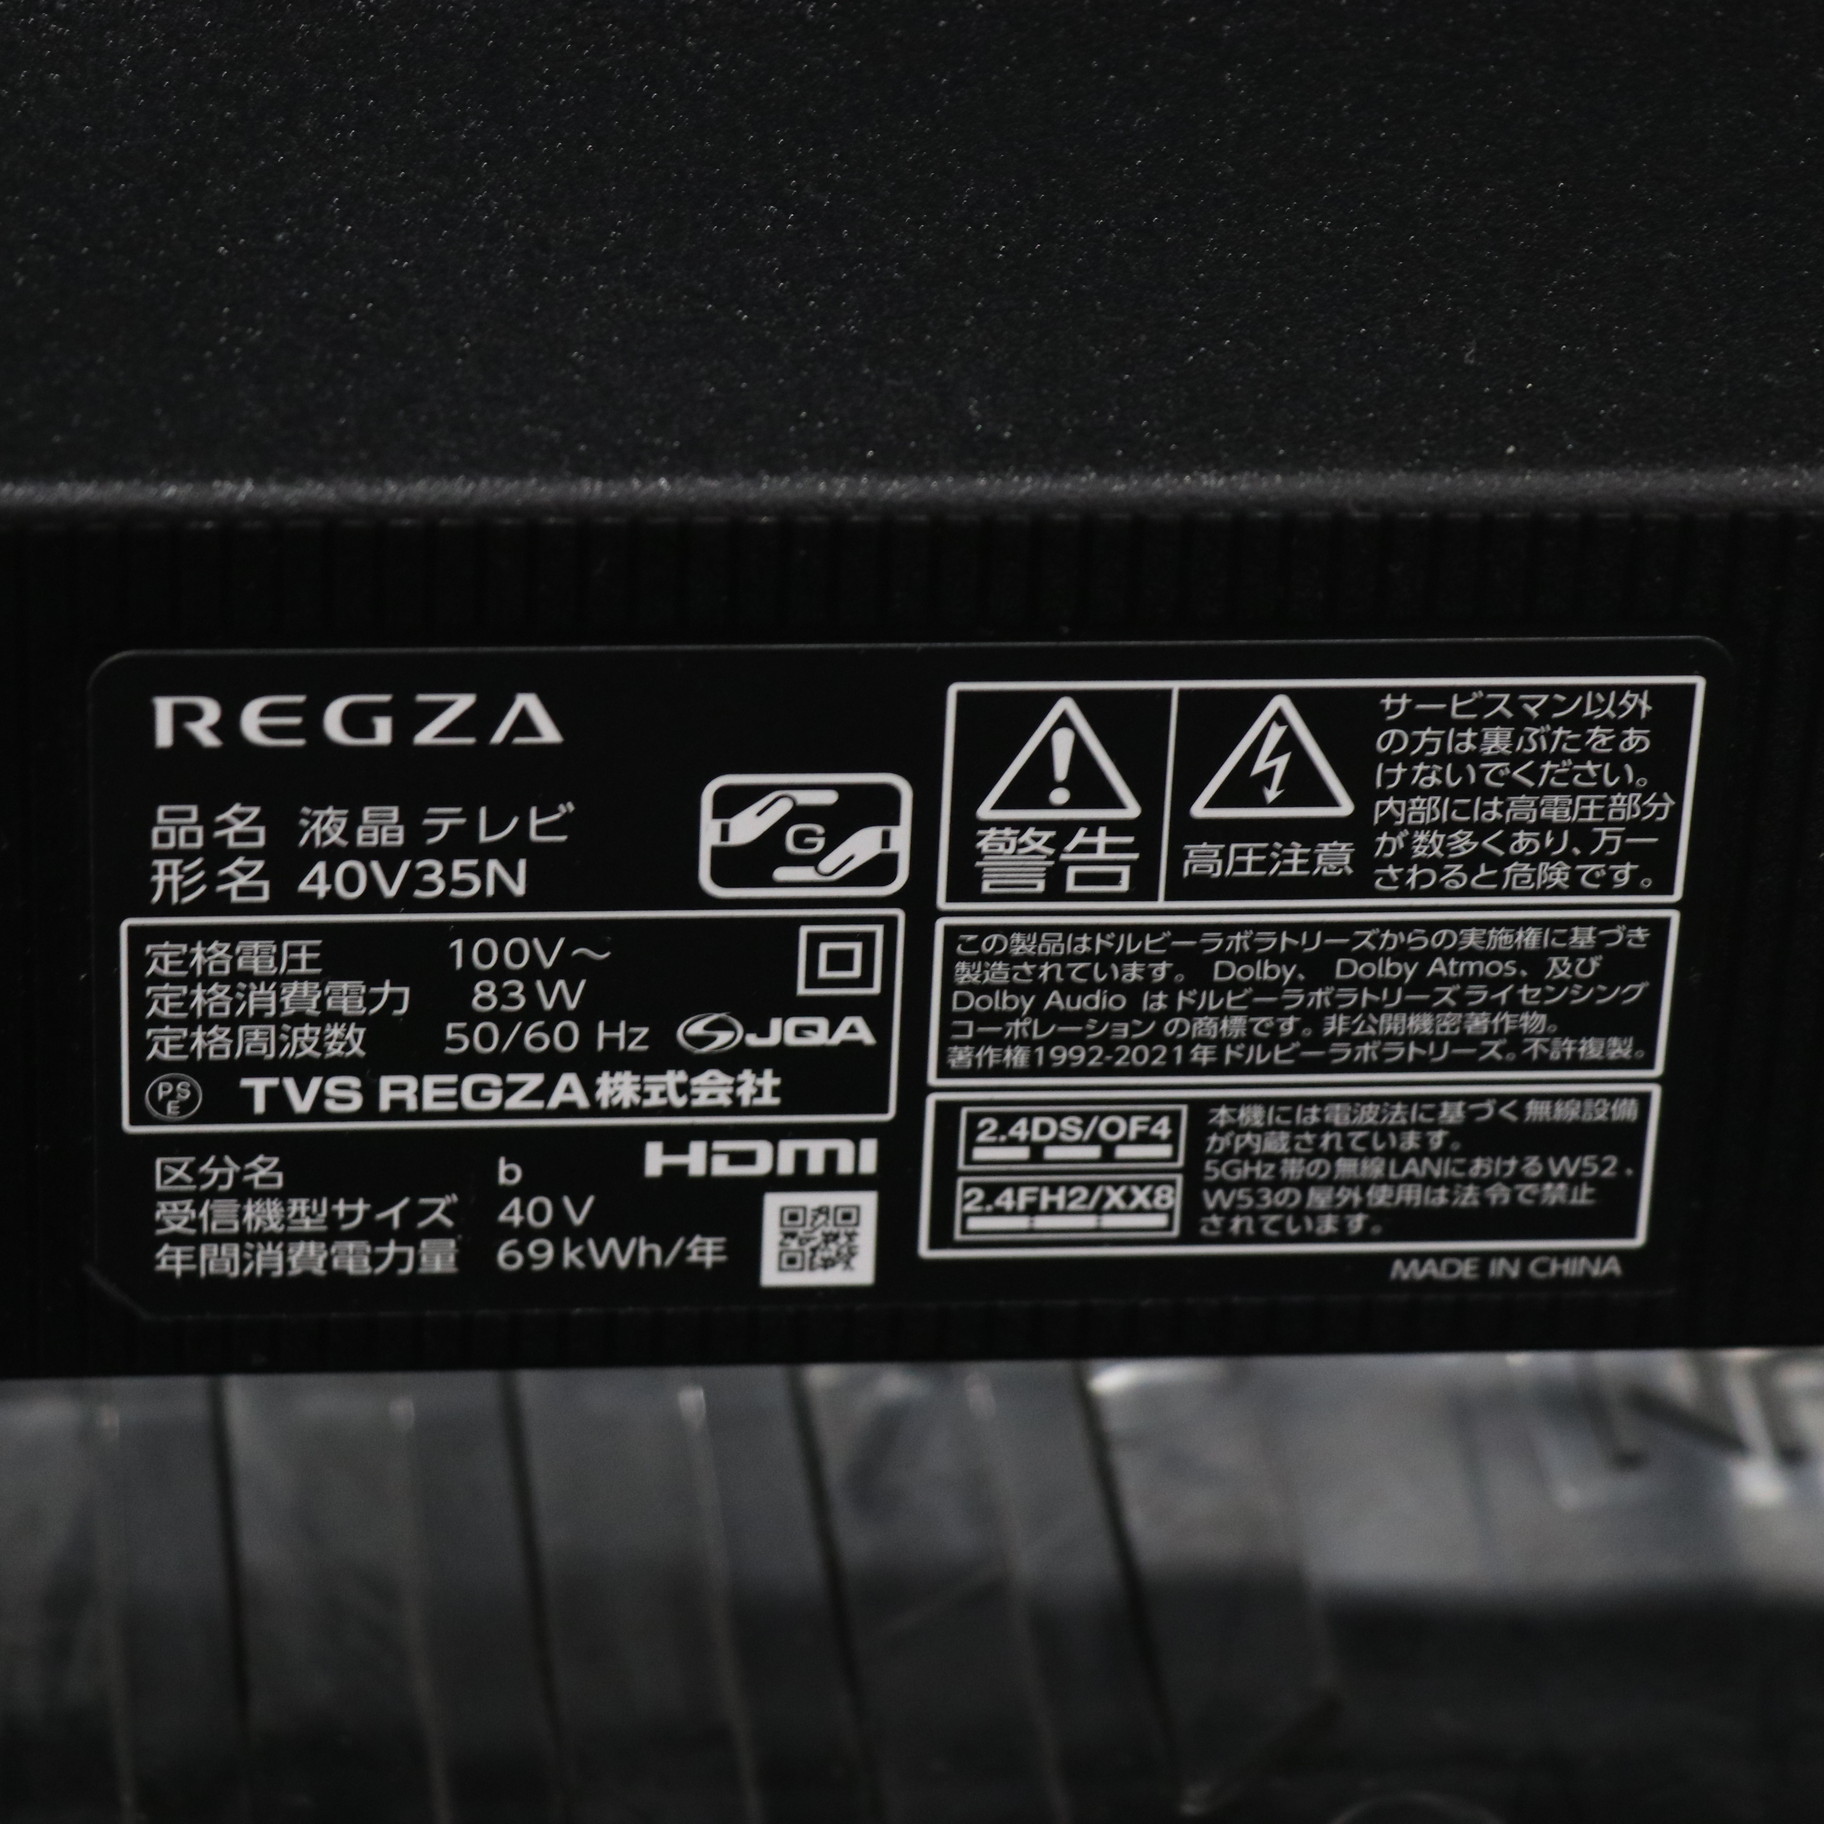 REGZA
品名 液晶テレビ
形名 40V35N
G
定格電圧 100V～
定格消費電力 83W
定格周波数 50/60 Hz
JQA
PSE TVS REGZA株式会社
区分名 b
HDMI
受信機型サイズ 40V
年間消費電力量 69kWh/年
警告
高圧注意
サービスマン以外
の方は裏ぶたをあ
けないでください。
内部には高電圧部分
が数多くあり、万一
さわると危険です。
この製品はドルビーラボラトリーズからの実施権に基づき
製造されています。 Dolby、 Dolby Atmos、及び
Dolby Audio はドルビーラボラトリーズライセンシング
コーポレーションの商標です。非公開機密著作物。
著作権1992-2021年ドルビーラボラトリーズ。不許複製。
2.4DS/OF4
2.4FH2/XX8
本機には電波法に基づく無線設備
が内蔵されています。
5GHz帯の無線LANにおけるW52、
W53の屋外使用は法令で禁止
されています。
MADE IN CHINA